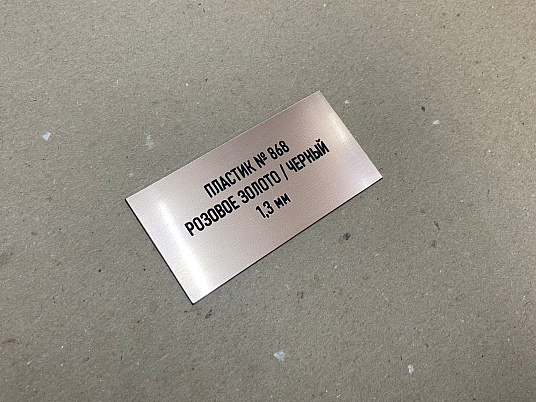 ПЛАСТИК № 868
РОЗОВОЕ ЗОЛОТО / ЧЕРНЫЙ
1,3 мм